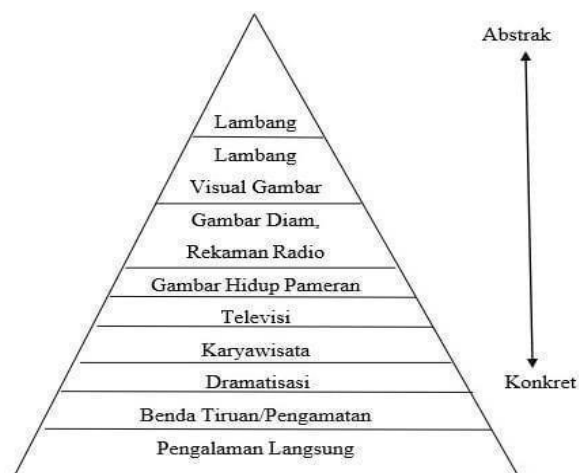 Abstrak
Lambang
Lambang
Visual Gambar
Gambar Diam,
Rekaman Radio
Gambar Hidup Pameran
Televisi
Karyawisata
Dramatisasi
Konkret
Benda Tiruan/Pengamatan
Pengalaman Langsung